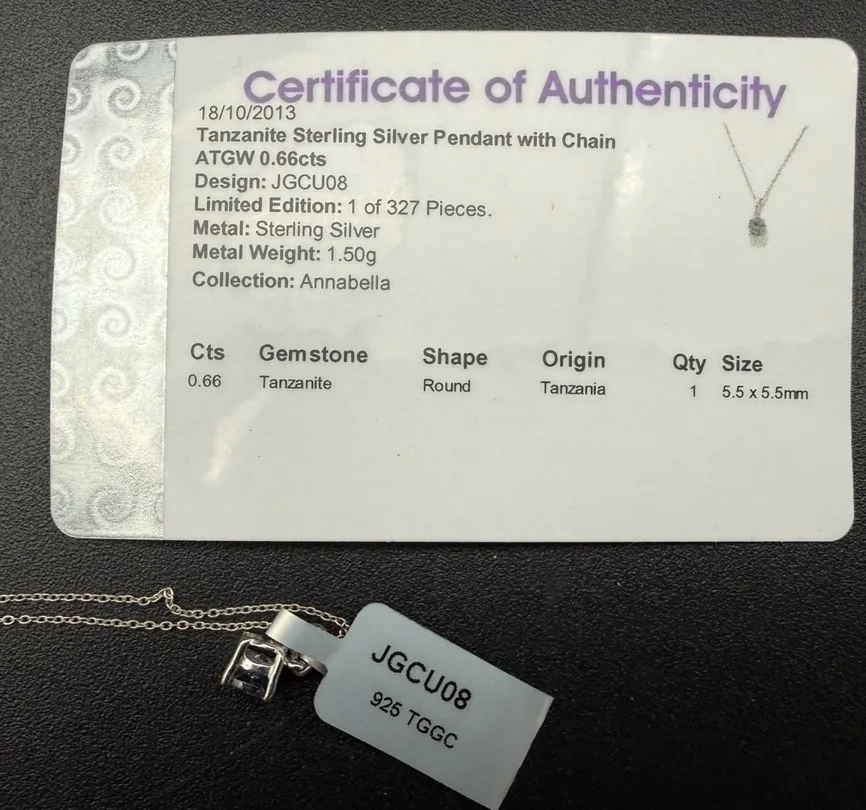 Certificate of Authenticity
18/10/2013
Tanzanite Sterling Silver Pendant with Chain
ATGW 0.66cts
Design: JGCU08
Limited Edition: 1 of 327 Pieces.
Metal: Sterling Silver
Metal Weight: 1.50g
Collection: Annabella
Cts Gemstone Shape Origin Qty Size
0.66 Tanzanite Round Tanzania 1 5.5 x 5.5mm
JGCU08
925 TGGC